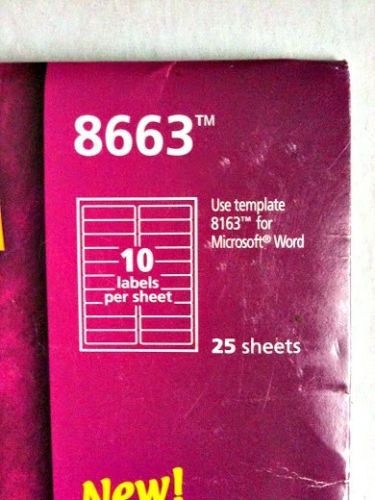 8663™
Use template
8163™ for
Microsoft® Word
10
labels
per sheet
25 sheets
New!